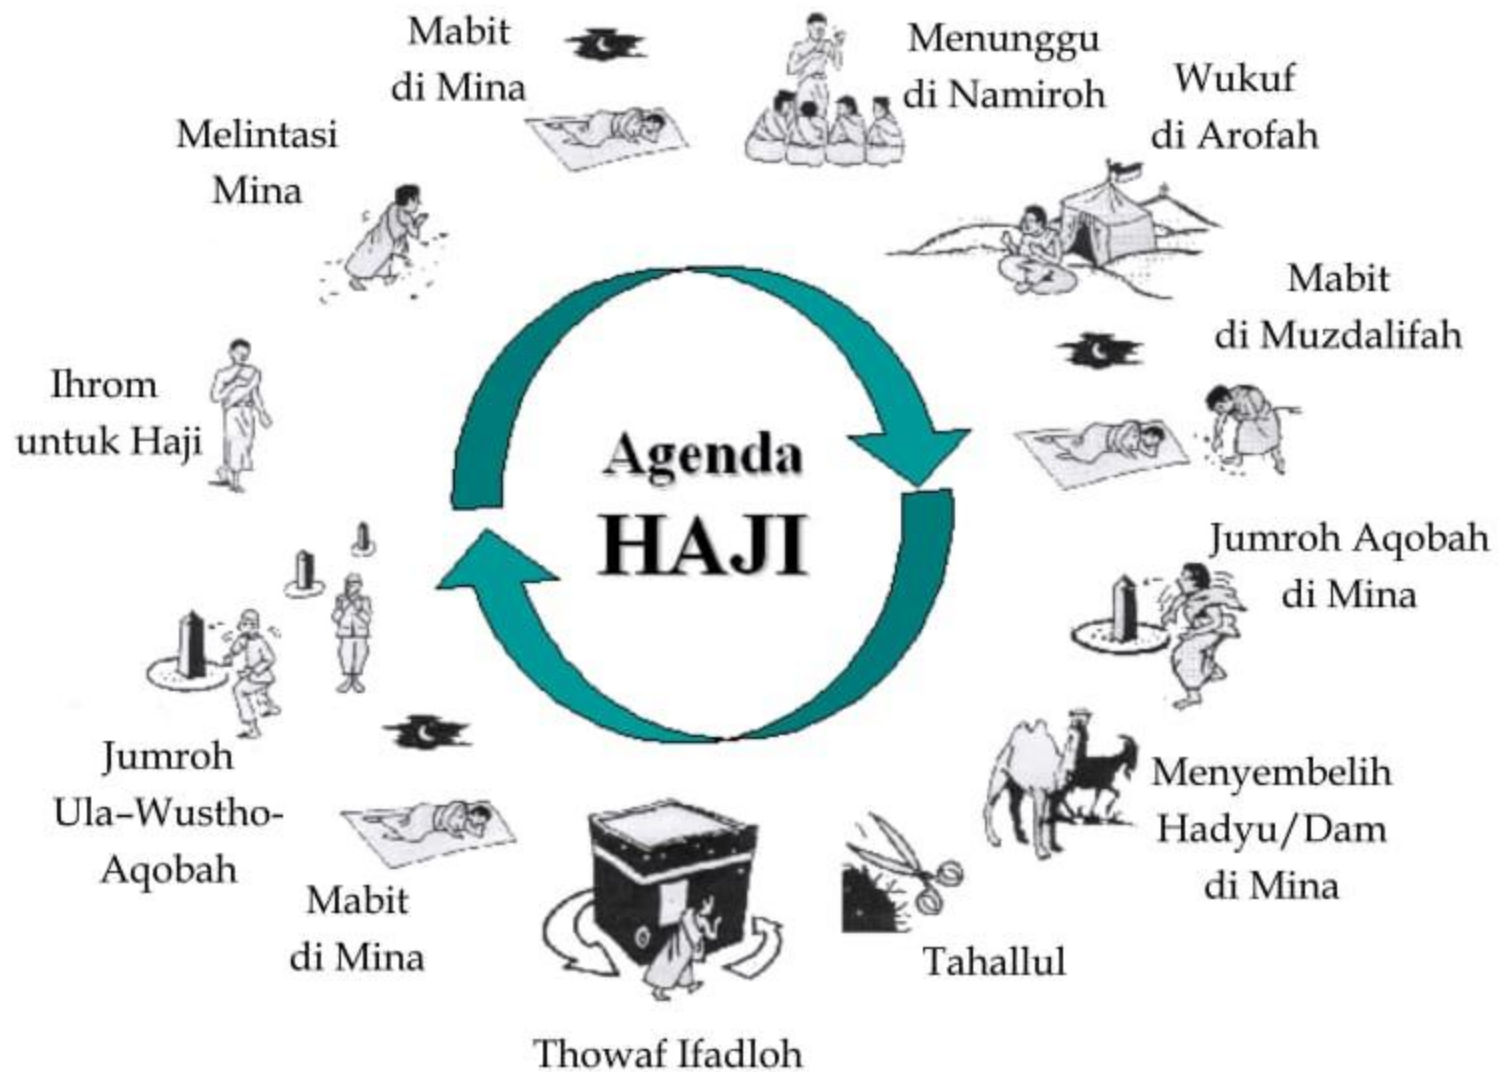 Agenda
HAJI
Ihrom
untuk Haji
Melintasi
Mina
Mabit
di Mina
Menunggu
di Namiroh
Wukuf
di Arofah
Mabit
di Muzdalifah
Jumroh Aqobah
di Mina
Menyembelih
Hadyu/Dam
di Mina
Tahallul
Thowaf Ifadloh
Mabit
di Mina
Jumroh
Ula–Wustho-
Aqobah